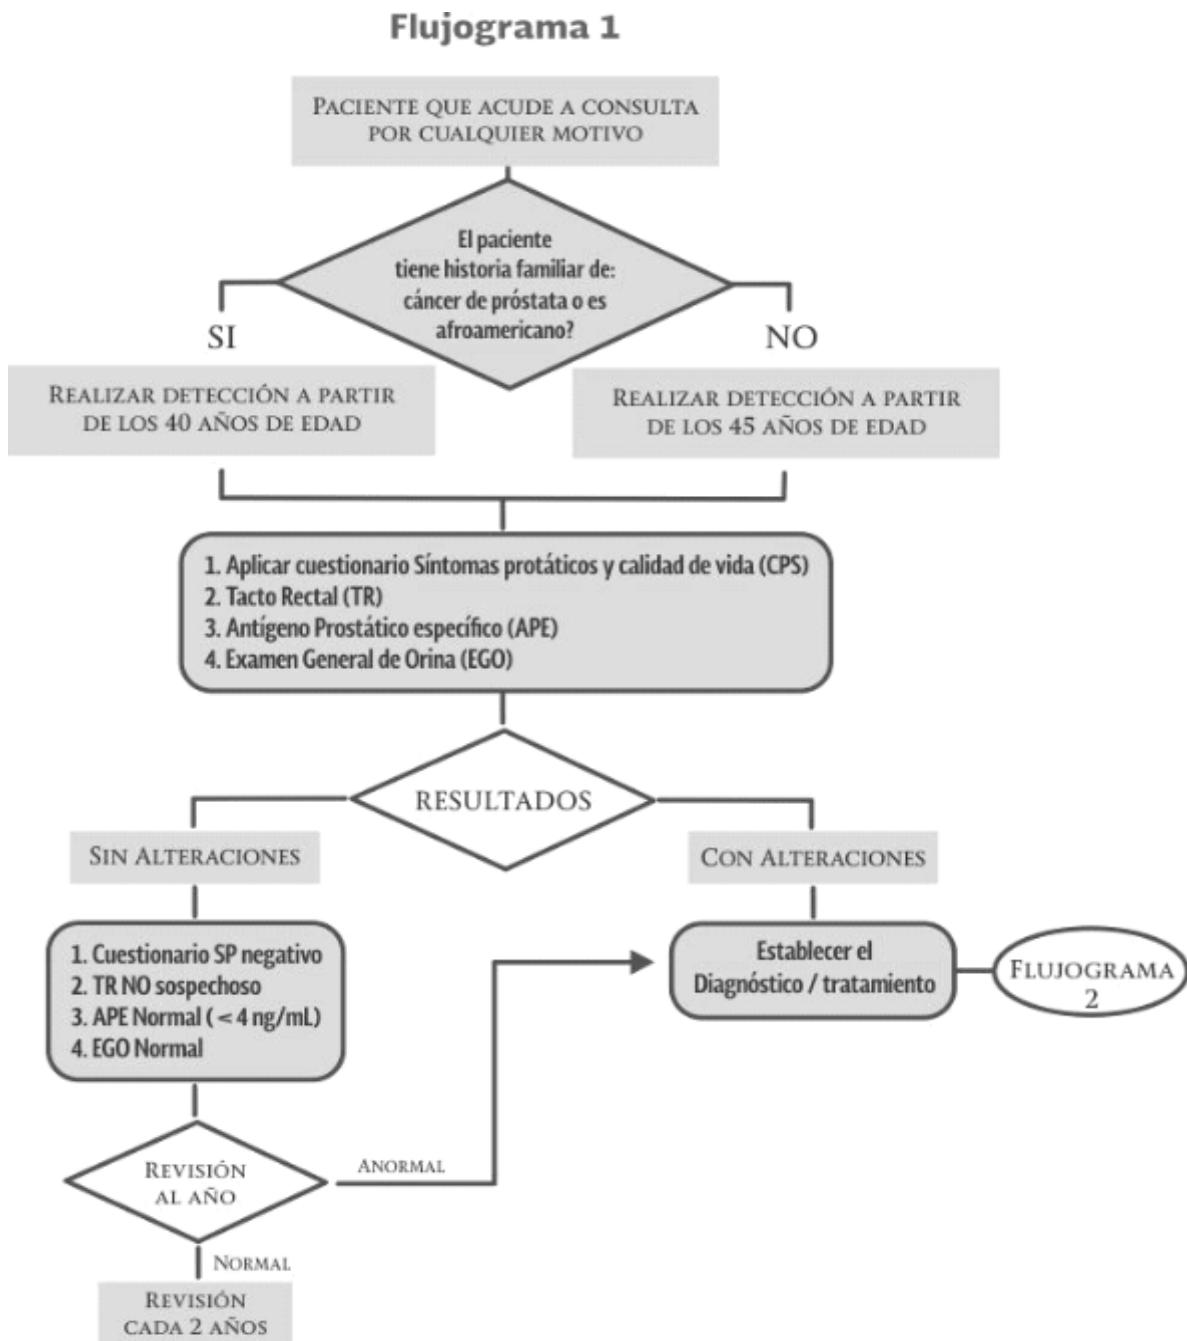 Flujograma 1
PACIENTE QUE ACUDE A CONSULTA
POR CUALQUIER MOTIVO
El paciente
tiene historia familiar de:
cáncer de próstata o es
afroamericano?
SI
NO
REALIZAR DETECCIÓN A PARTIR
DE LOS 40 AÑOS DE EDAD
REALIZAR DETECCIÓN A PARTIR
DE LOS 45 AÑOS DE EDAD
1. Aplicar cuestionario Síntomas protáticos y calidad de vida (CPS)
2. Tacto Rectal (TR)
3. Antígeno Prostático específico (APE)
4. Examen General de Orina (EGO)
RESULTADOS
SIN ALTERACIONES
CON ALTERACIONES
1. Cuestionario SP negativo
2. TR NO sospechoso
3. APE Normal ( < 4 ng/mL)
4. EGO Normal
Establecer el
Diagnóstico / tratamiento
FLUJOGRAMA
2
REVISIÓN
AL AÑO
ANORMAL
NORMAL
REVISIÓN
CADA 2 AÑOS